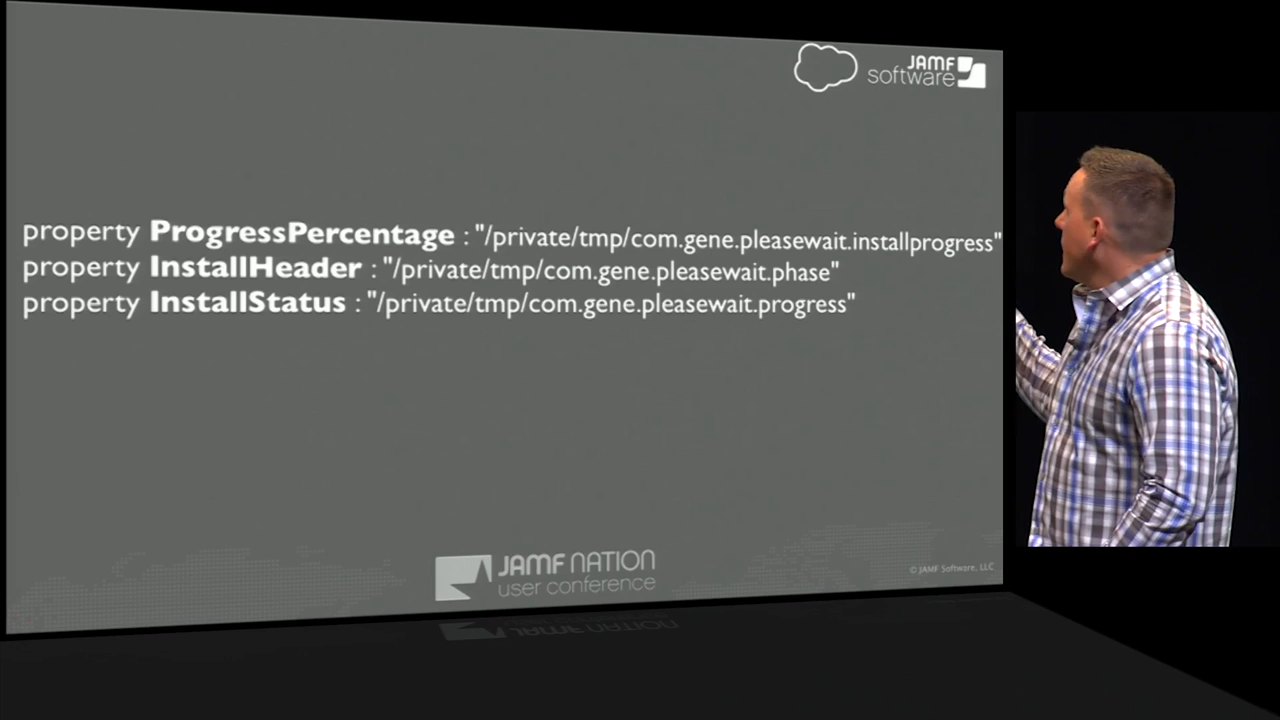 JAMF
software
property ProgressPercentage : "/private/tmp/com.gene.pleasewait.installprogress"
property InstallHeader : "/private/tmp/com.gene.pleasewait.phase"
property InstallStatus : "/private/tmp/com.gene.pleasewait.progress"
JAMF NATION
user conference
© JAMF Software, LLC